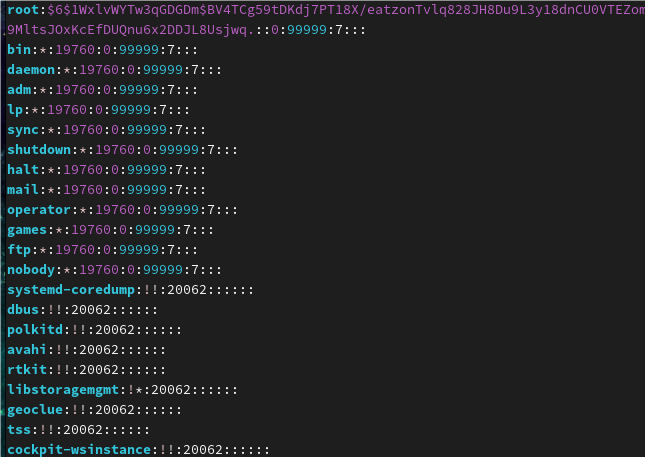 root:$6$1WxlvWYTw3qGDGDm$BV4TCg59tDKdj7PT18X/eatzonTvlq828JH8Du9L3y18dnCU0VTEZom
9MltsJOxKcEfDUQnu6x2DDJL8Usjwq.::0:99999:7:::
bin:*:19760:0:99999:7:::
daemon:*:19760:0:99999:7:::
adm:*:19760:0:99999:7:::
lp:*:19760:0:99999:7:::
sync:*:19760:0:99999:7:::
shutdown:*:19760:0:99999:7:::
halt:*:19760:0:99999:7:::
mail:*:19760:0:99999:7:::
operator:*:19760:0:99999:7:::
games:*:19760:0:99999:7:::
ftp:*:19760:0:99999:7:::
nobody:*:19760:0:99999:7:::
systemd-coredump:!!:20062::::::
dbus:!!:20062::::::
polkitd:!!:20062::::::
avahi:!!:20062::::::
rtkit:!!:20062::::::
libstoragemgmt:!*:20062::::::
geoclue:!!:20062::::::
tss:!!:20062::::::
cockpit-wsinstance:!!:20062::::::